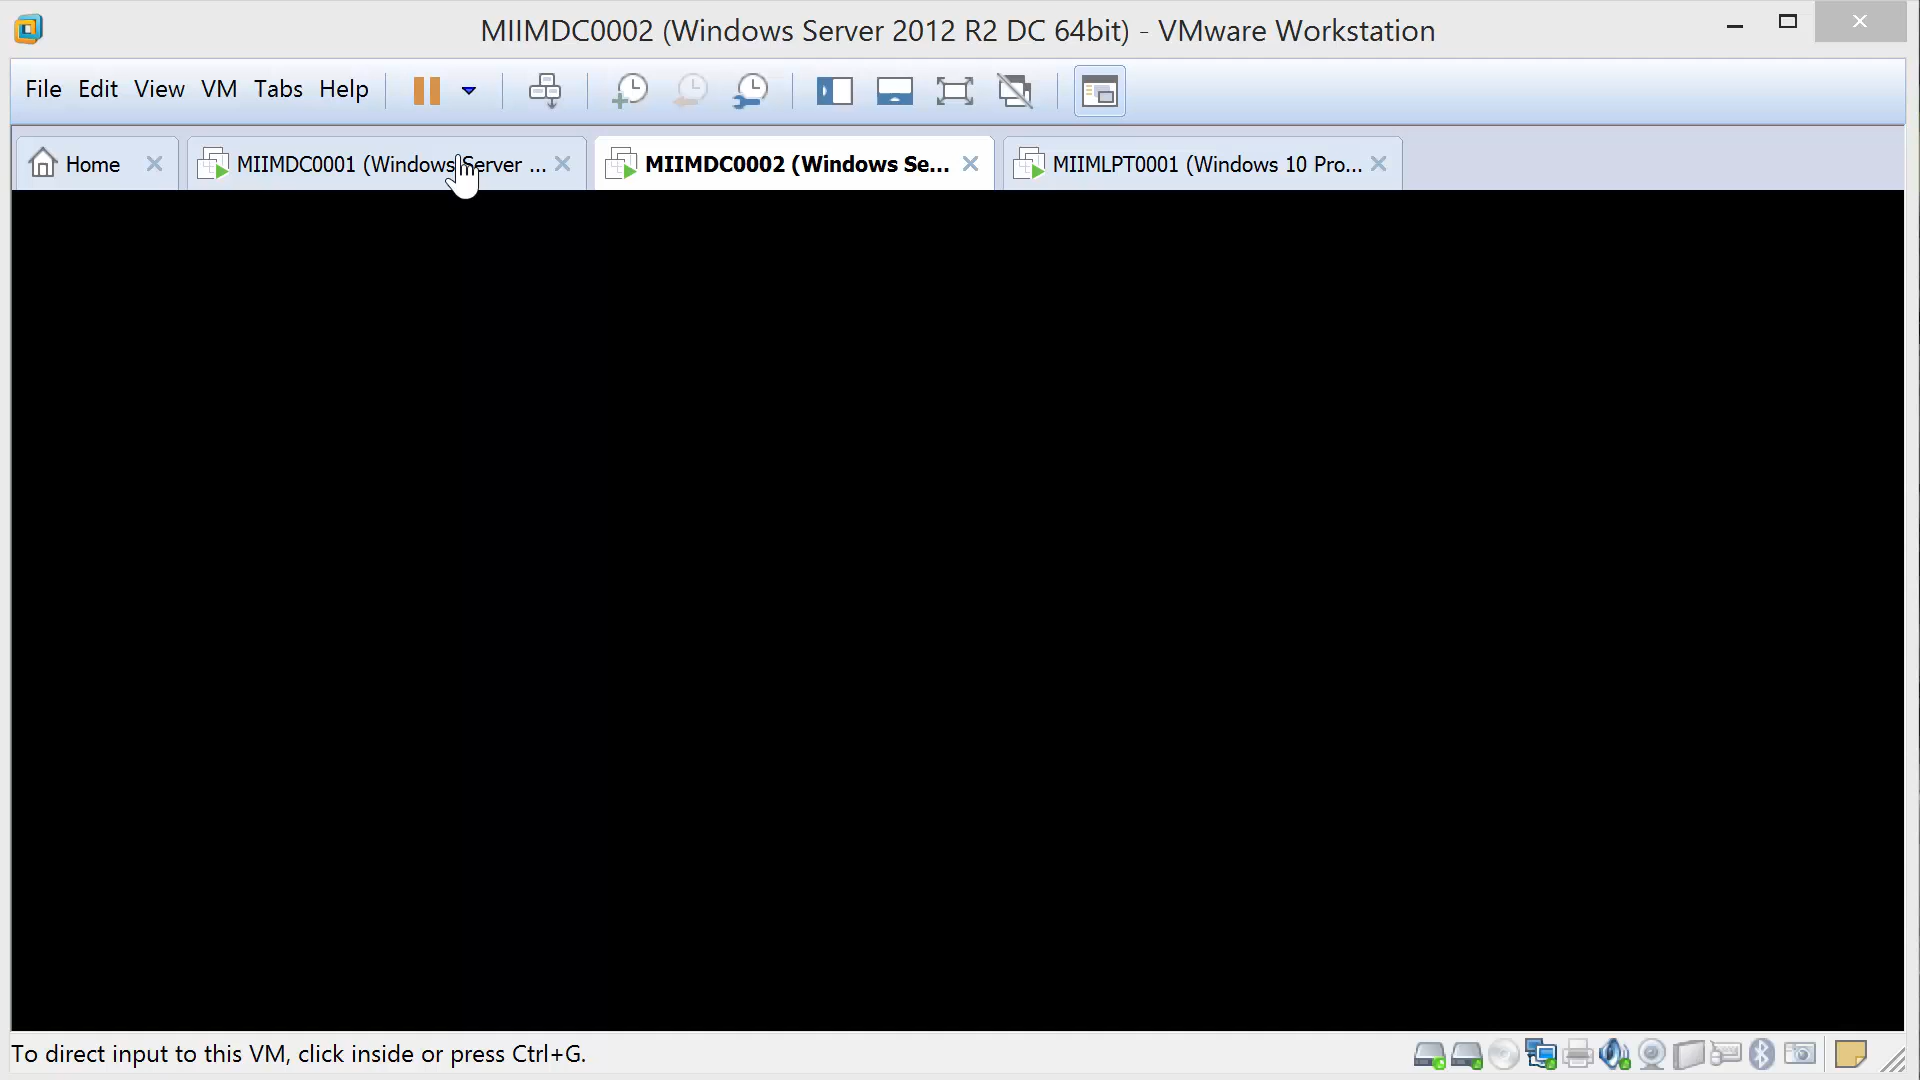 MIIMDC0002 (Windows Server 2012 R2 DC 64bit) - VMware Workstation
File Edit View VM Tabs Help
Home MIIMDC0001 (Windows Server ... MIIMDC0002 (Windows Se... MIIMLPT0001 (Windows 10 Pro...
To direct input to this VM, click inside or press Ctrl+G.